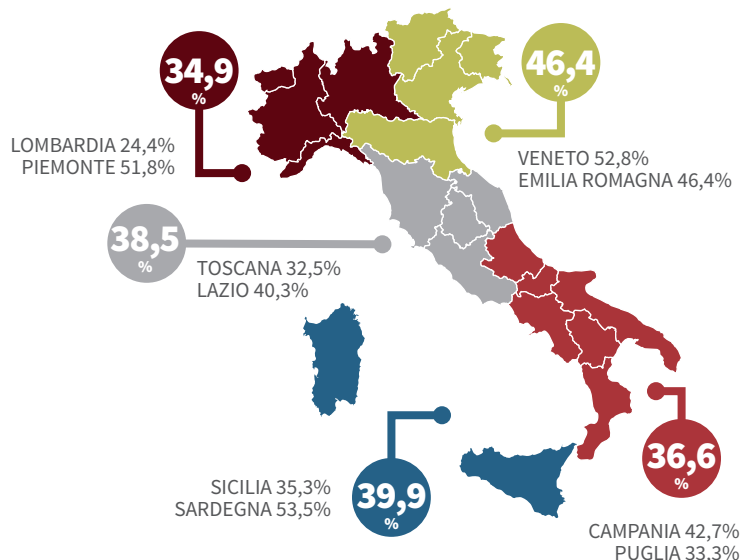 34,9
%
LOMBARDIA 24,4%
PIEMONTE 51,8%
46,4
%
VENETO 52,8%
EMILIA ROMAGNA 46,4%
38,5
%
TOSCANA 32,5%
LAZIO 40,3%
SICILIA 35,3%
SARDEGNA 53,5%
39,9
%
36,6
%
CAMPANIA 42,7%
PUGLIA 33,3%